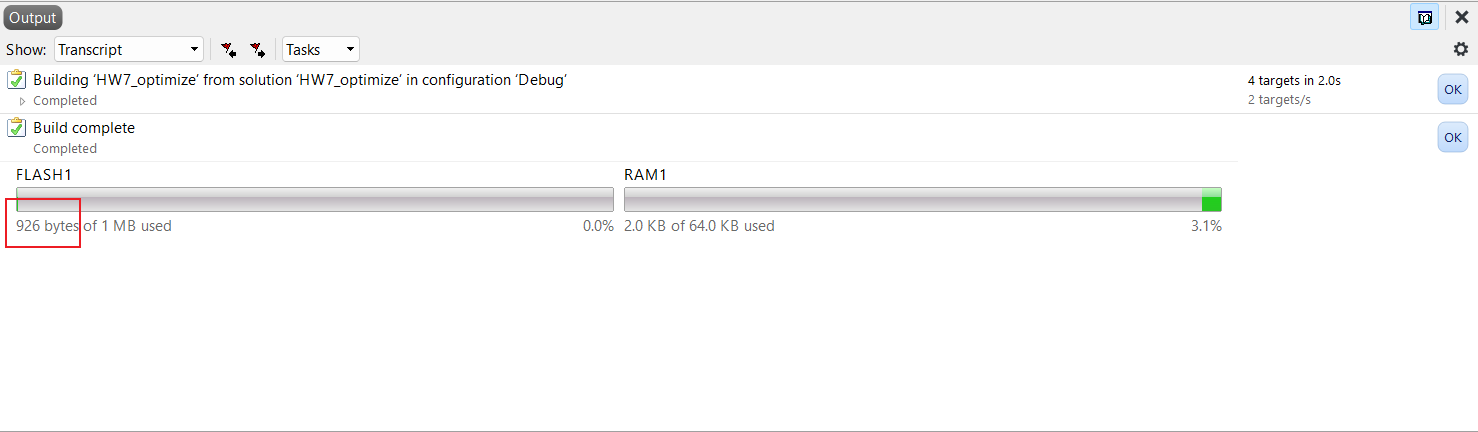 Output
Show: Transcript Tasks
Building ‘HW7_optimize’ from solution ‘HW7_optimize’ in configuration ‘Debug’ 4 targets in 2.0s OK
Completed 2 targets/s
Build complete OK
Completed
FLASH1 RAM1
926 bytes of 1 MB used 0.0% 2.0 KB of 64.0 KB used 3.1%